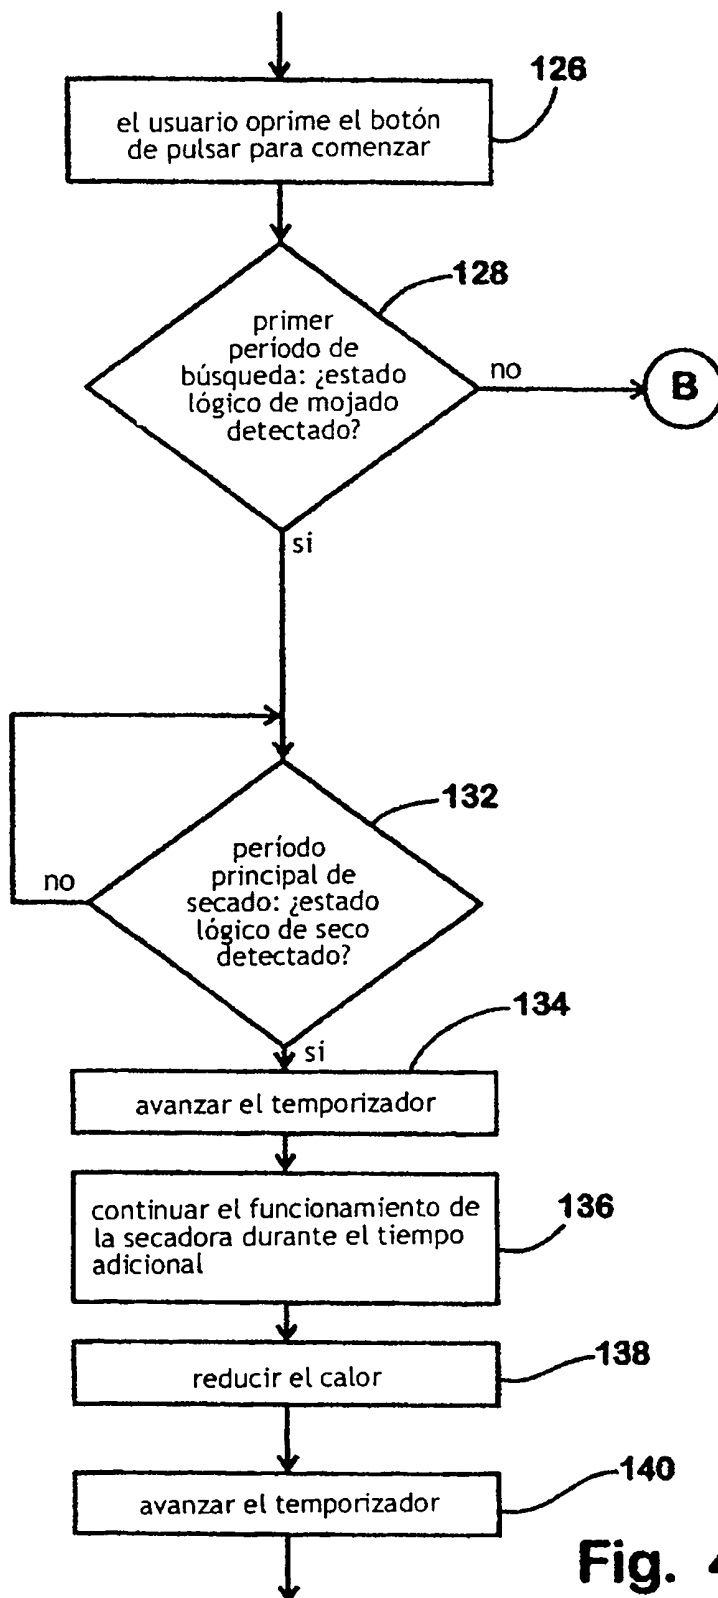 126
el usuario oprime el botón
de pulsar para comenzar
128
primer
período de
búsqueda: ¿estado
lógico de mojado
detectado?
no
B
si
132
período
principal de
secado: ¿estado
lógico de seco
detectado?
no
si
134
avanzar el temporizador
136
continuar el funcionamiento de
la secadora durante el tiempo
adicional
138
reducir el calor
140
avanzar el temporizador
Fig.